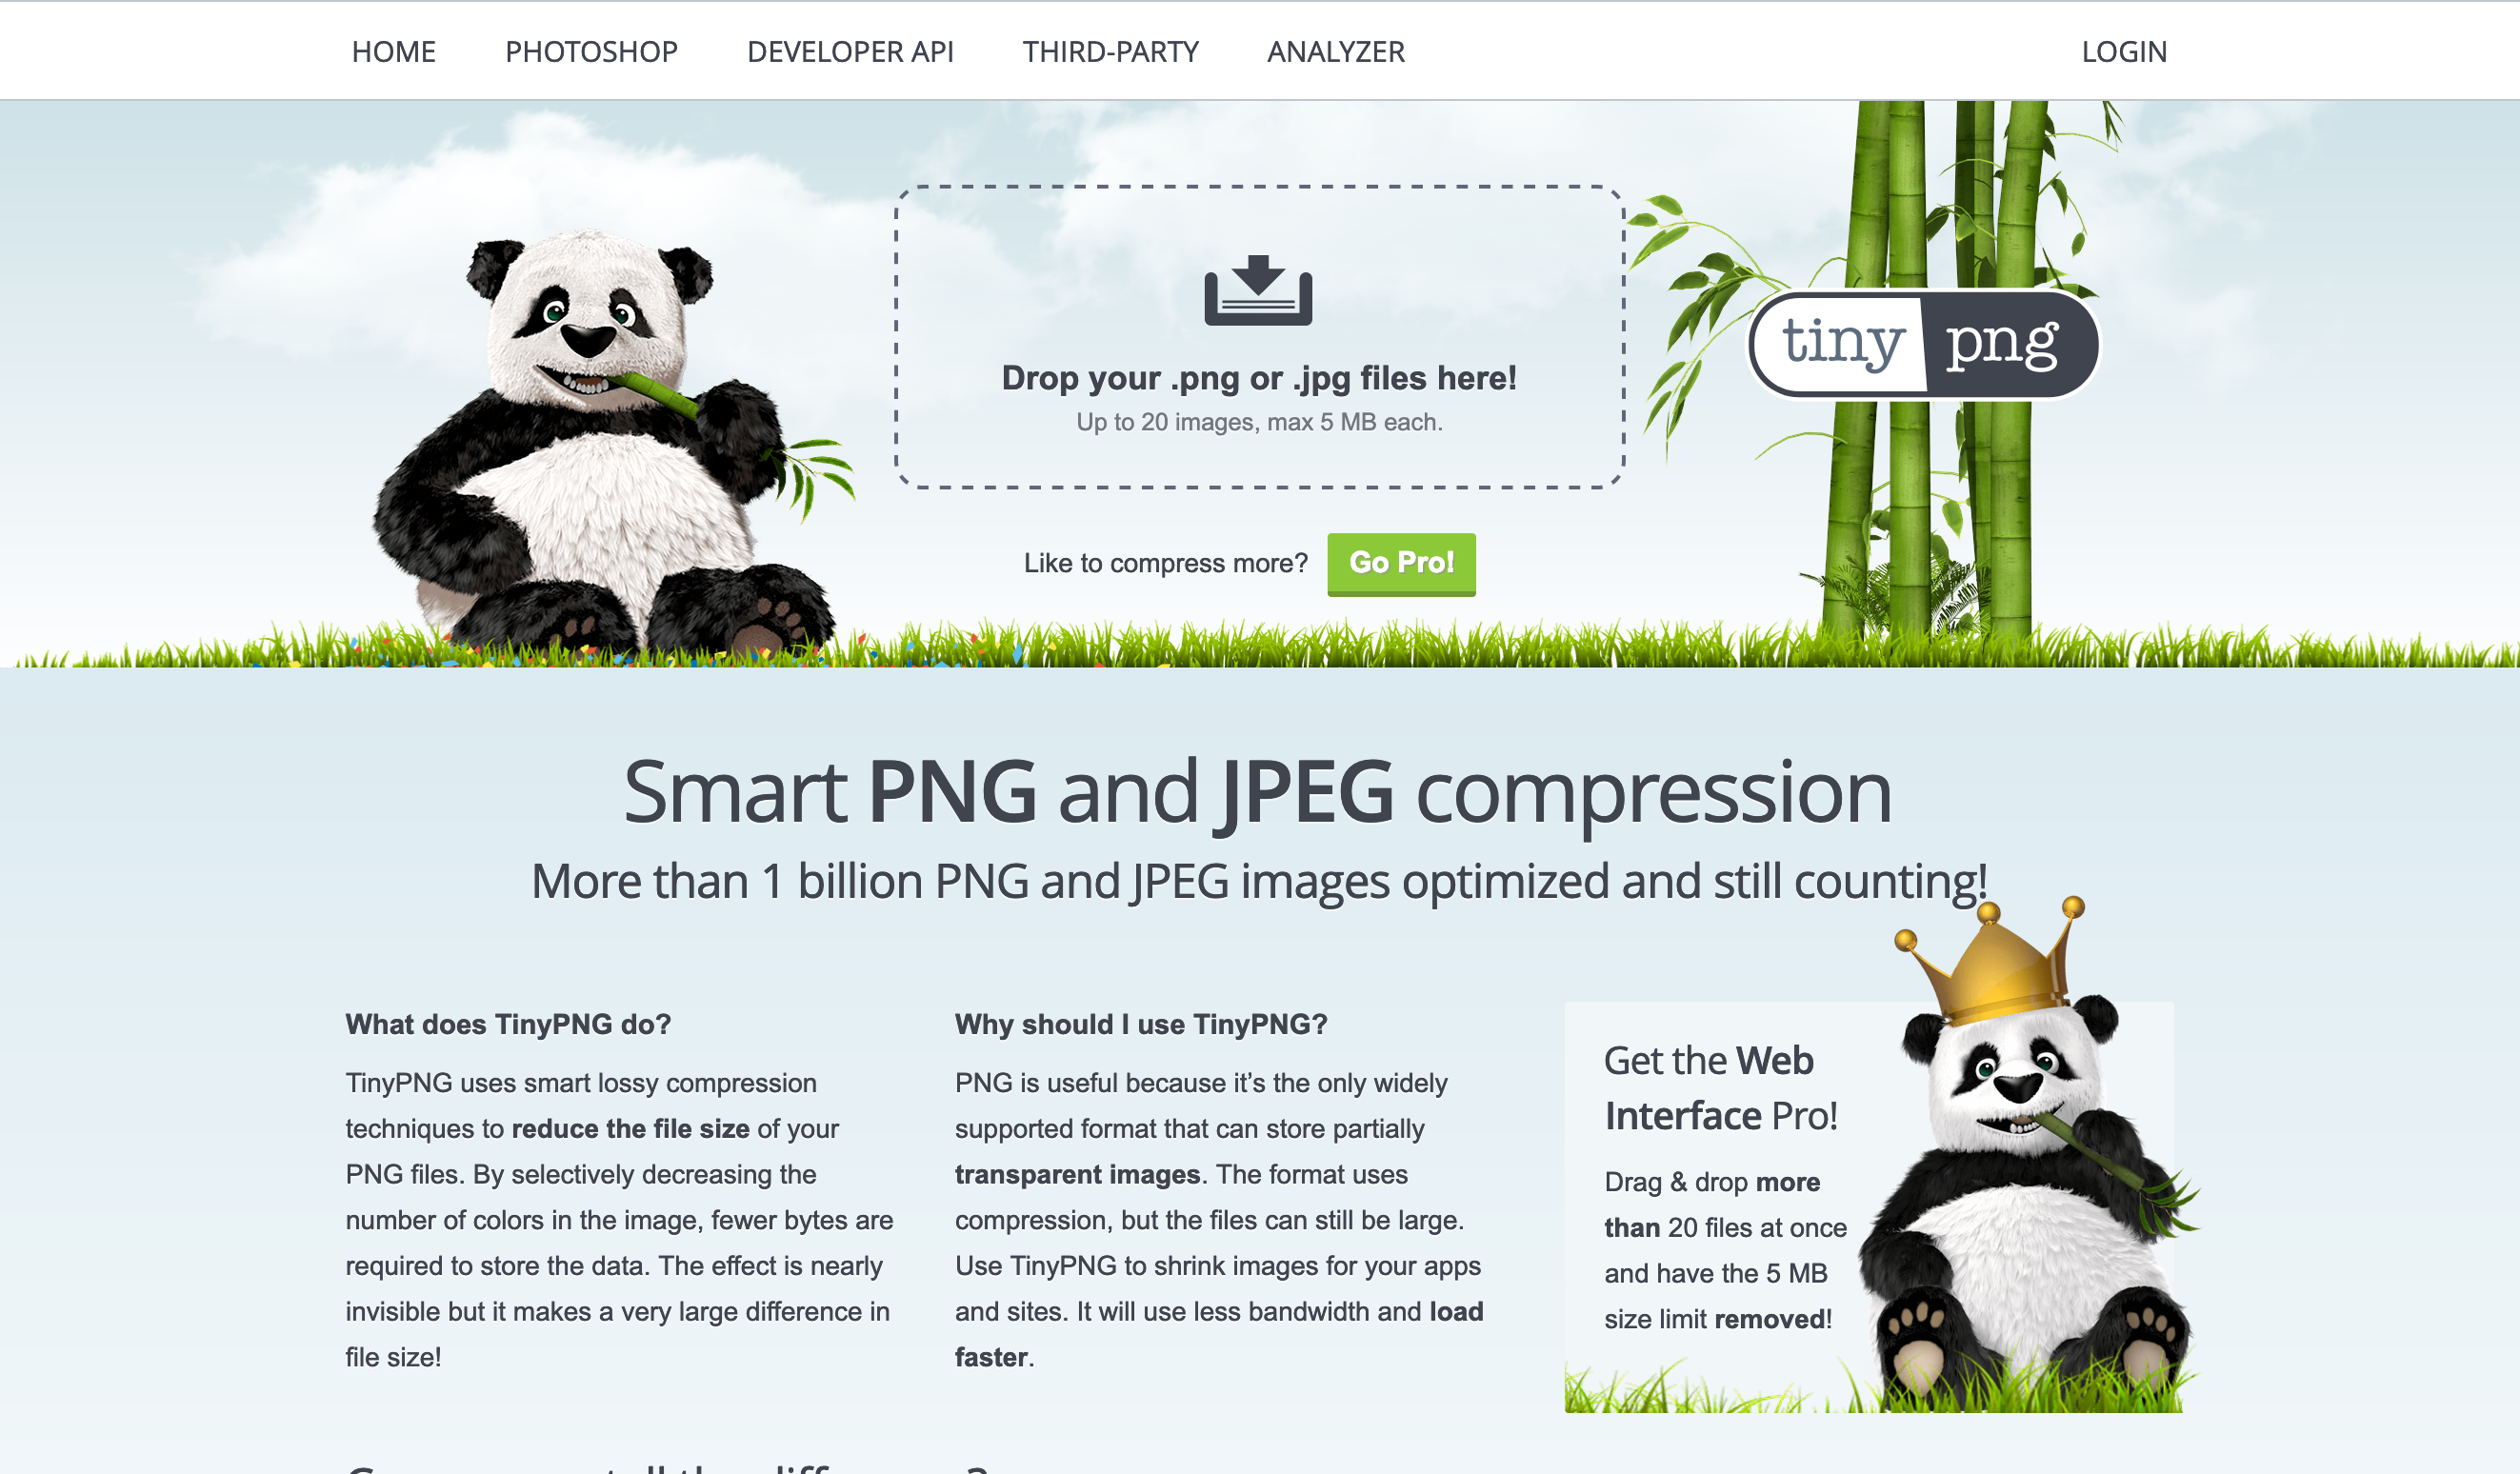 HOME PHOTOSHOP DEVELOPER API THIRD-PARTY ANALYZER LOGIN
Drop your .png or .jpg files here!
Up to 20 images, max 5 MB each.
tiny png
Like to compress more? Go Pro!
Smart PNG and JPEG compression
More than 1 billion PNG and JPEG images optimized and still counting!
What does TinyPNG do?
TinyPNG uses smart lossy compression
techniques to reduce the file size of your
PNG files. By selectively decreasing the
number of colors in the image, fewer bytes are
required to store the data. The effect is nearly
invisible but it makes a very large difference in
file size!
Why should I use TinyPNG?
PNG is useful because it’s the only widely
supported format that can store partially
transparent images. The format uses
compression, but the files can still be large.
Use TinyPNG to shrink images for your apps
and sites. It will use less bandwidth and load
faster.
Get the Web
Interface Pro!
Drag & drop more
than 20 files at once
and have the 5 MB
size limit removed!